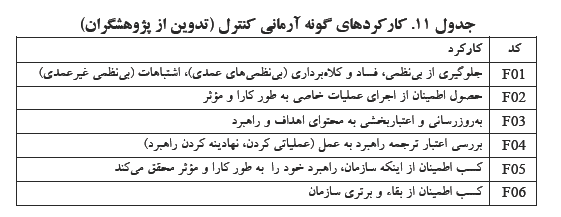 جدول ۱۱. کارکردهای گونه آرمانی کنترل (تدوین از پژوهشگران)
کد کارکرد
F01 جلوگیری از بی‌نظمی، فساد و کلاه‌برداری (بی‌نظمی‌های عمدی)، اشتباهات (بی‌نظمی غیرعمدی)
F02 حصول اطمینان از اجرای عملیات خاصی به طور کارا و مؤثر
F03 به‌روزرسانی و اعتباربخشی به محتوای اهداف و راهبرد
F04 بررسی اعتبار ترجمه راهبرد به عمل (عملیاتی کردن، نهادینه کردن راهبرد)
F05 کسب اطمینان از اینکه سازمان، راهبرد خود را به طور کارا و مؤثر محقق می‌کند
F06 کسب اطمینان از بقاء و برتری سازمان